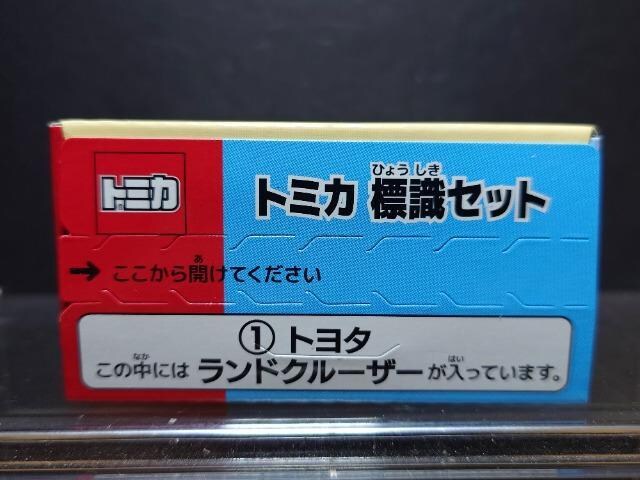 トミカ
ひょうしき
トミカ 標識セット
あ
→ ここから開けてください
① トヨタ
なか はい
この中には ランドクルーザー が入っています。